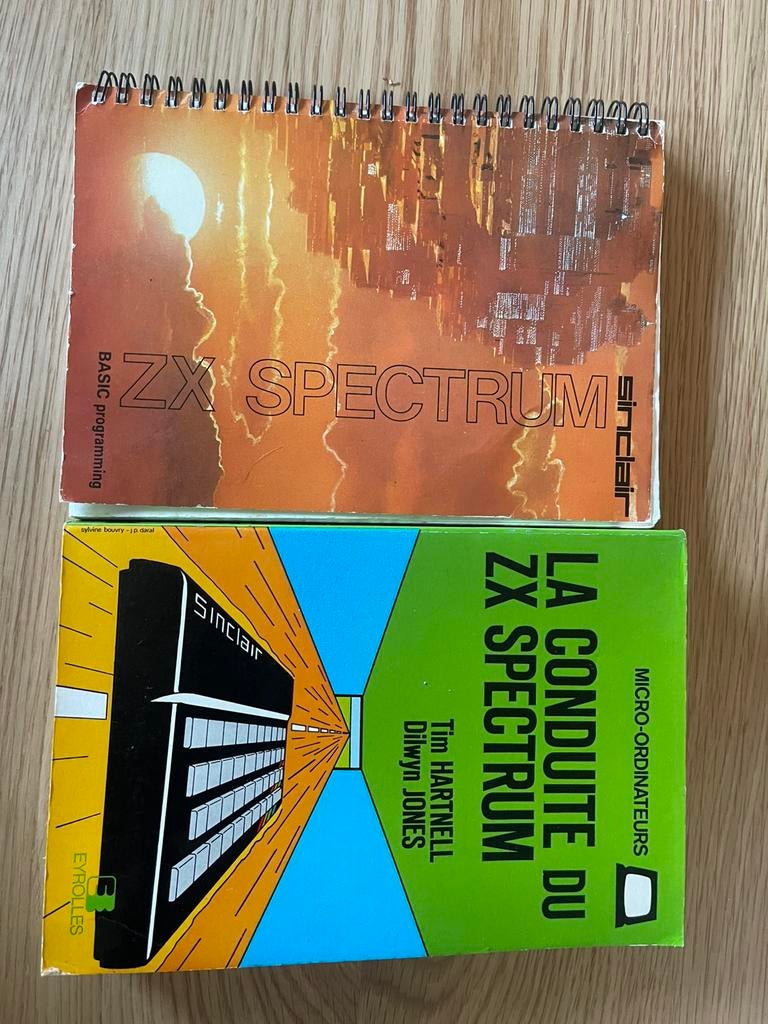 sinclair
ZX SPECTRUM
BASIC programming
MICRO-ORDINATEURS
LA CONDUITE DU
ZX SPECTRUM
Tim HARTNELL
Dilwyn JONES
sinclair
EYROLLES
sylvine bouvry - j.p. daral